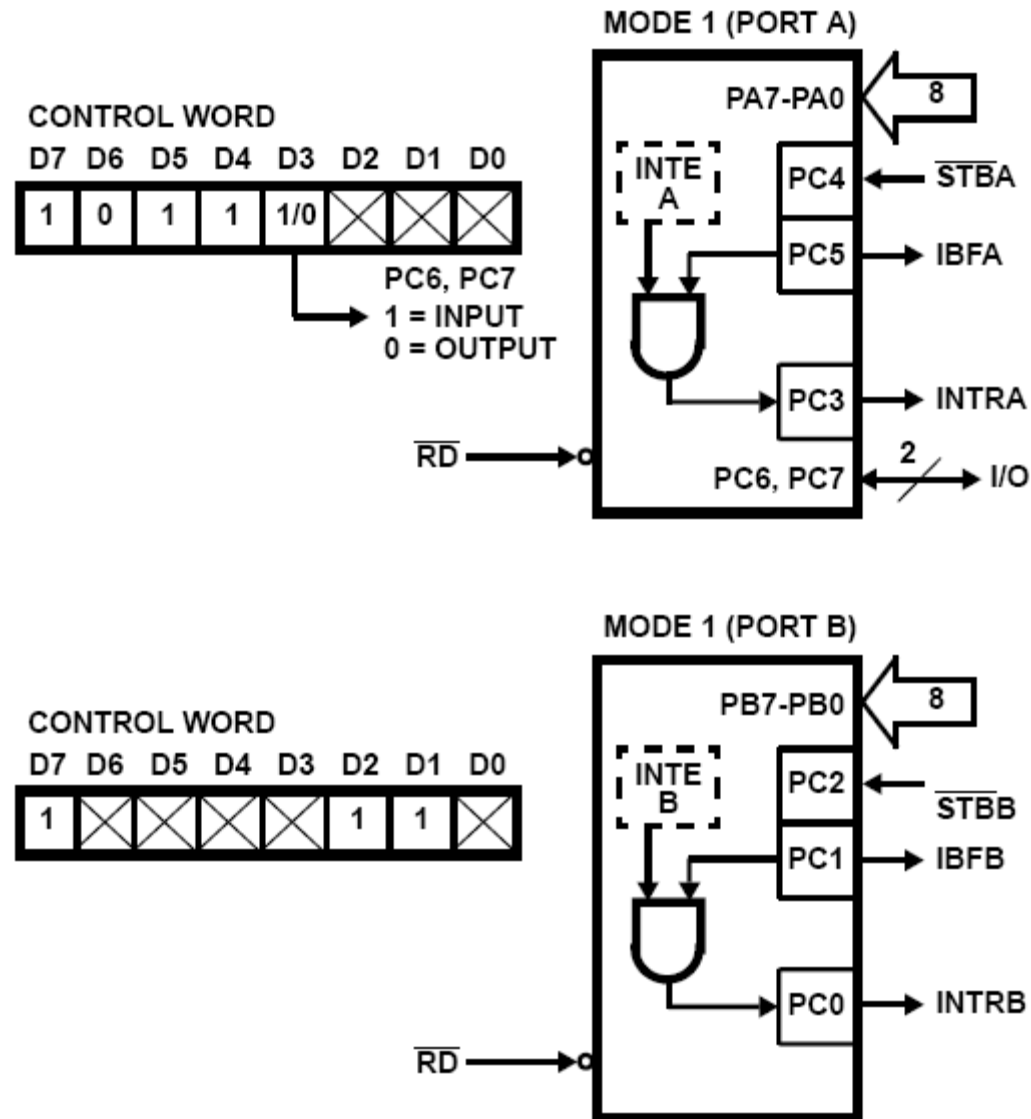 MODE 1 (PORT A)
CONTROL WORD
D7 D6 D5 D4 D3 D2 D1 D0
1 0 1 1 1/0
PC6, PC7
1 = INPUT
0 = OUTPUT
RD
PA7-PA0
8
INTE
A
PC4
STBA
PC5
IBFA
PC3
INTRA
PC6, PC7
2
I/O
MODE 1 (PORT B)
CONTROL WORD
D7 D6 D5 D4 D3 D2 D1 D0
1 1 1
RD
PB7-PB0
8
INTE
B
PC2
STBB
PC1
IBFB
PC0
INTRB